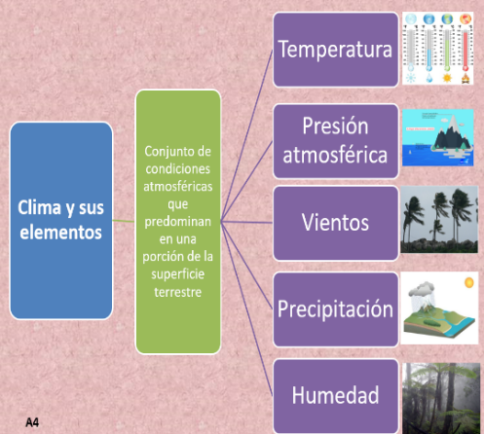 Clima y sus
elementos
Conjunto de
condiciones
atmosféricas
que
predominan
en una
porción de la
superficie
terrestre
Temperatura
Presión
atmosférica
Vientos
Precipitación
Humedad
A4